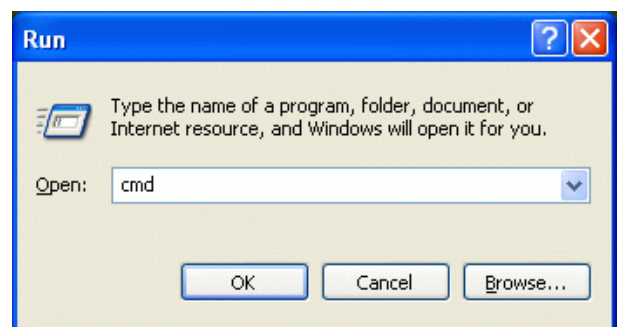 Run
Type the name of a program, folder, document, or
Internet resource, and Windows will open it for you.
Open: cmd
OK Cancel Browse...